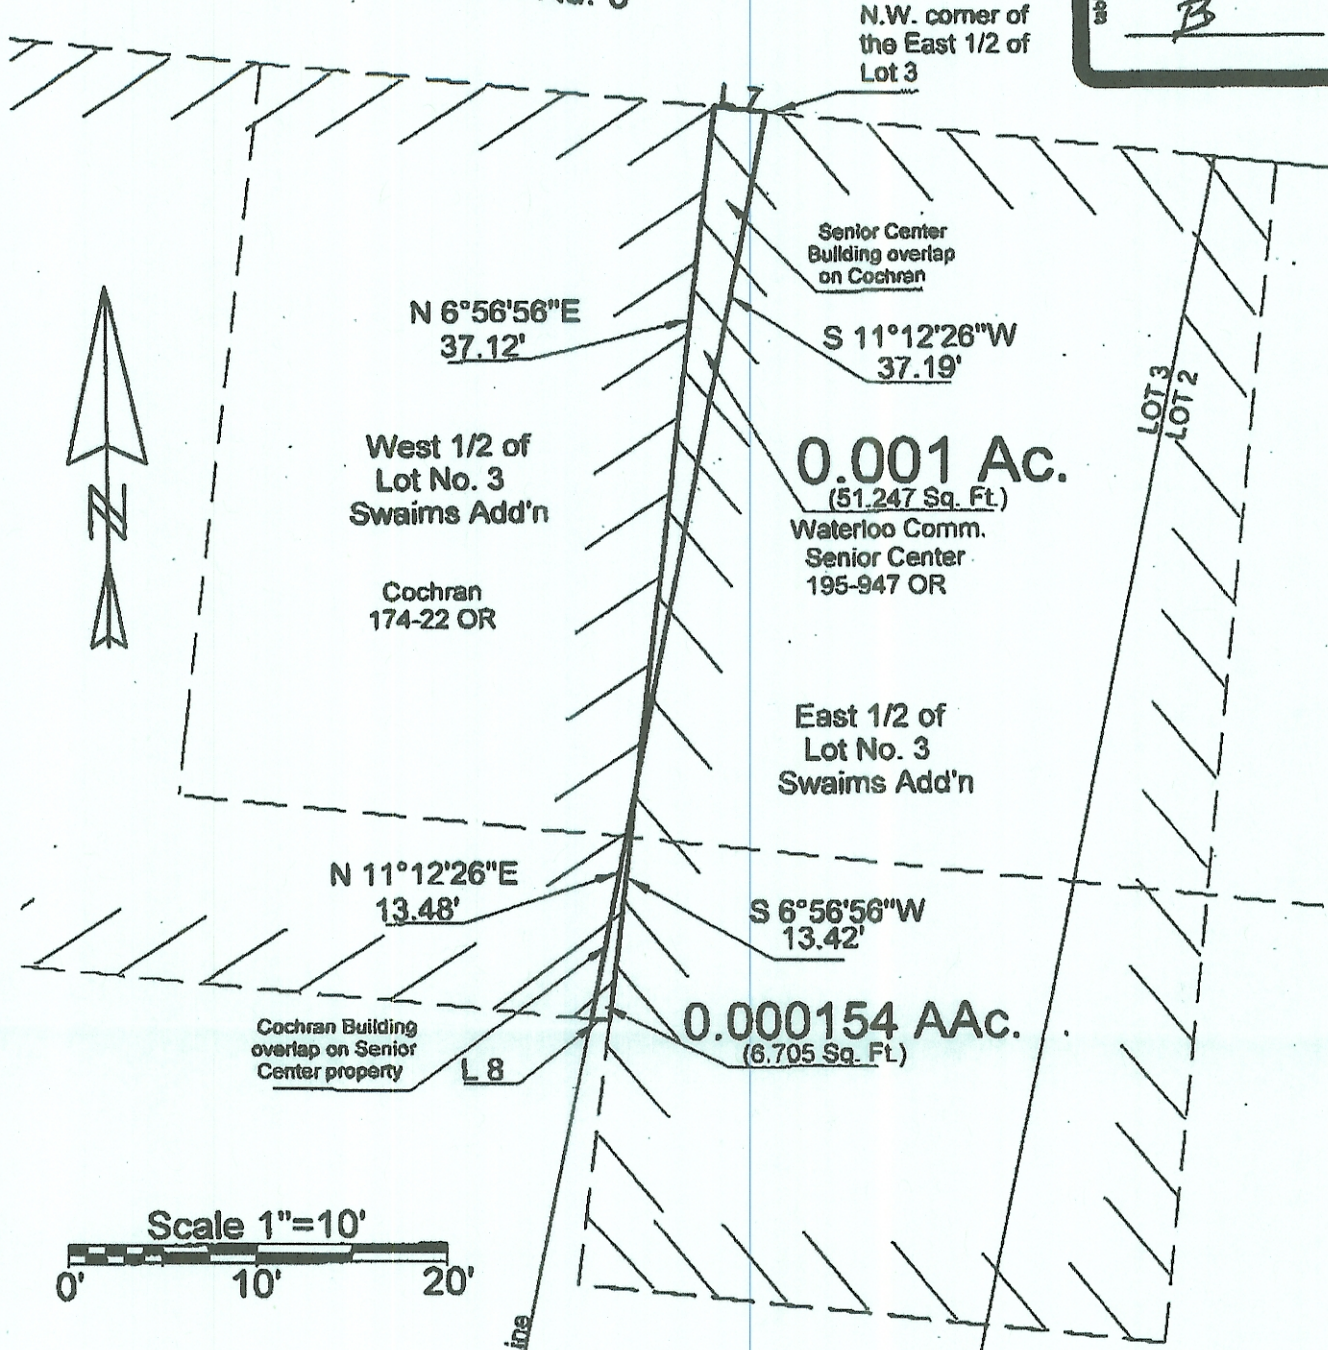 N.W. corner of
the East 1/2 of
Lot 3
B
L 7
Senior Center
Building overlap
on Cochran
N 6°56'56"E
37.12'
S 11°12'26"W
37.19'
LOT 3
LOT 2
West 1/2 of
Lot No. 3
Swaims Add'n
0.001 Ac.
(51.247 Sq. Ft.)
Waterloo Comm.
Senior Center
195-947 OR
Cochran
174-22 OR
N
East 1/2 of
Lot No. 3
Swaims Add'n
N 11°12'26"E
13.48'
S 6°56'56"W
13.42'
0.000154 AAc.
(6.705 Sq. Ft.)
Cochran Building
overlap on Senior
Center property
L 8
Scale 1"=10'
0' 10' 20'